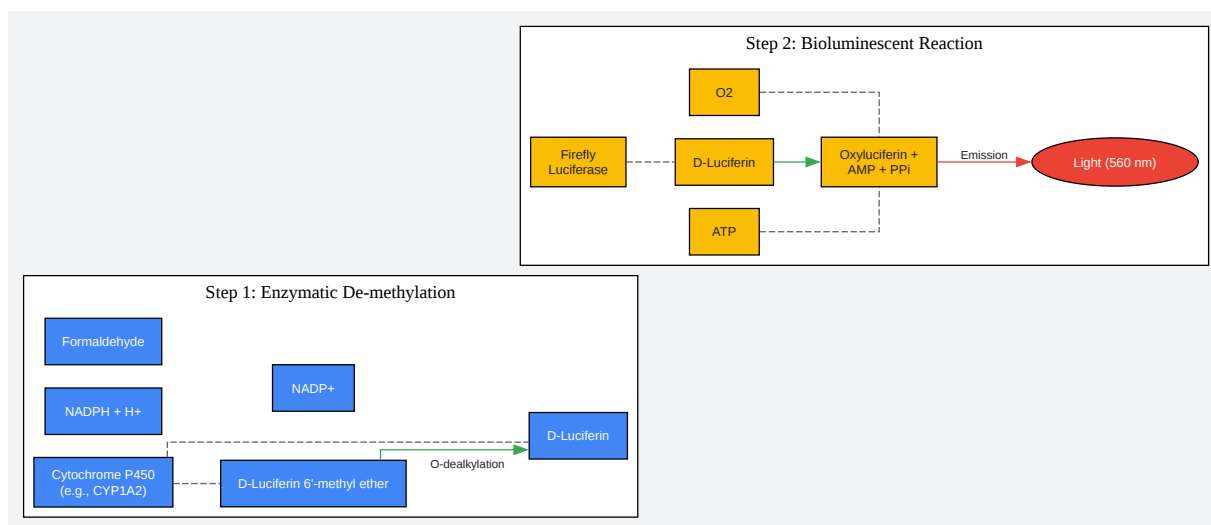 Step 2: Bioluminescent Reaction
O2
Firefly
Luciferase
D-Luciferin
Oxyluciferin +
AMP + PPi
Emission
Light (560 nm)
ATP
Step 1: Enzymatic De-methylation
Formaldehyde
NADP+
NADPH + H+
D-Luciferin
O-dealkylation
Cytochrome P450
(e.g., CYP1A2)
D-Luciferin 6'-methyl ether